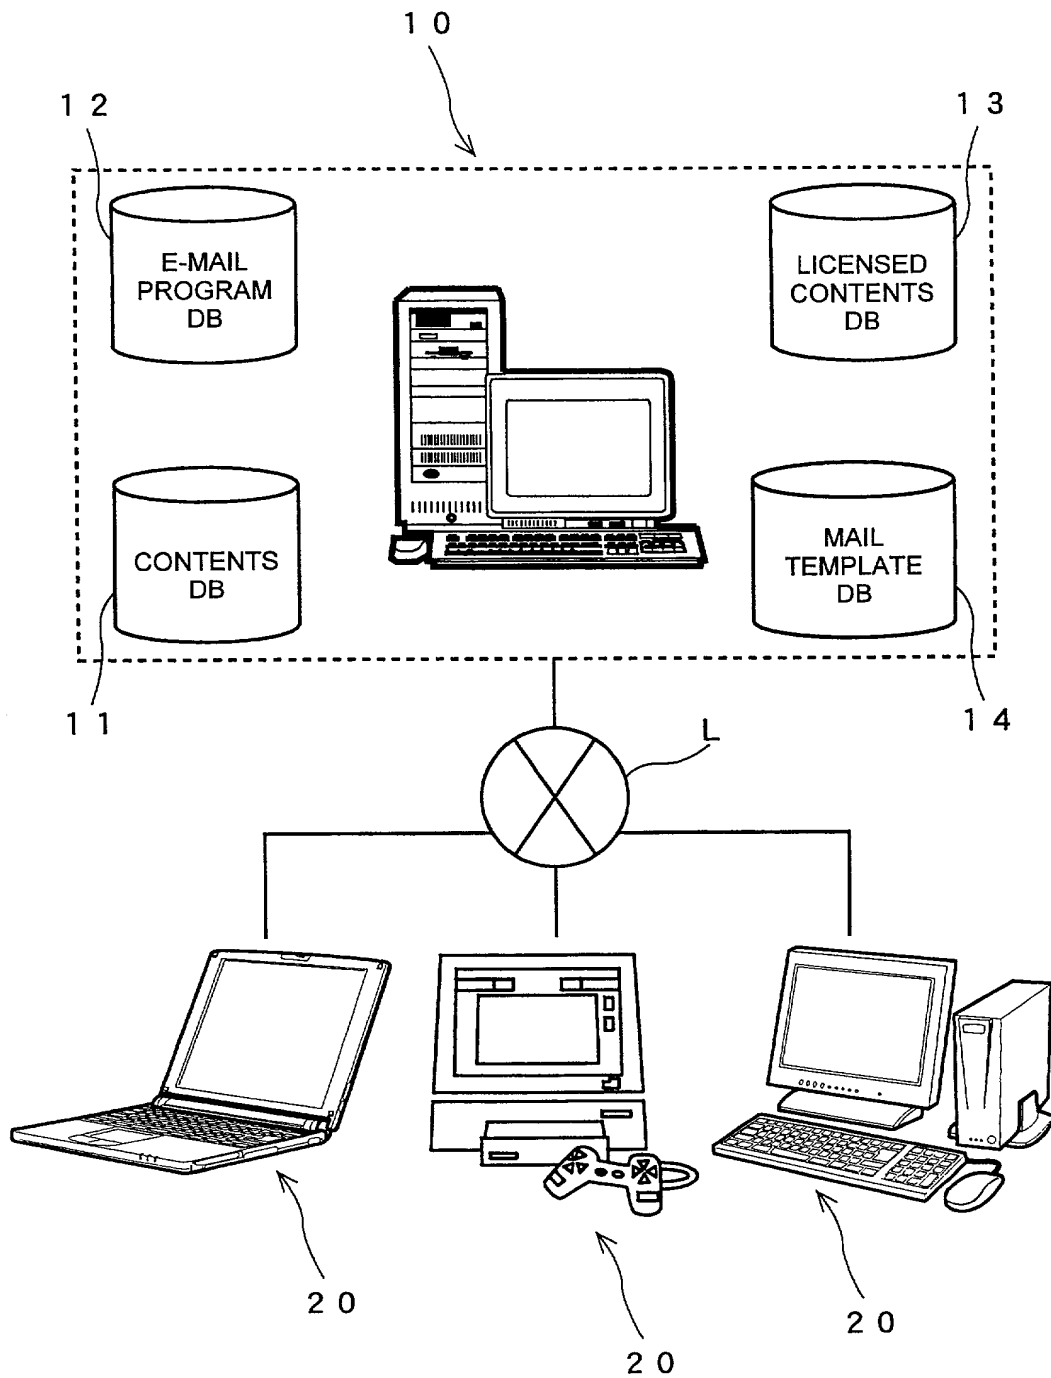 10
12
13
E-MAIL
PROGRAM
DB
LICENSED
CONTENTS
DB
CONTENTS
DB
MAIL
TEMPLATE
DB
11
14
L
20
20
20